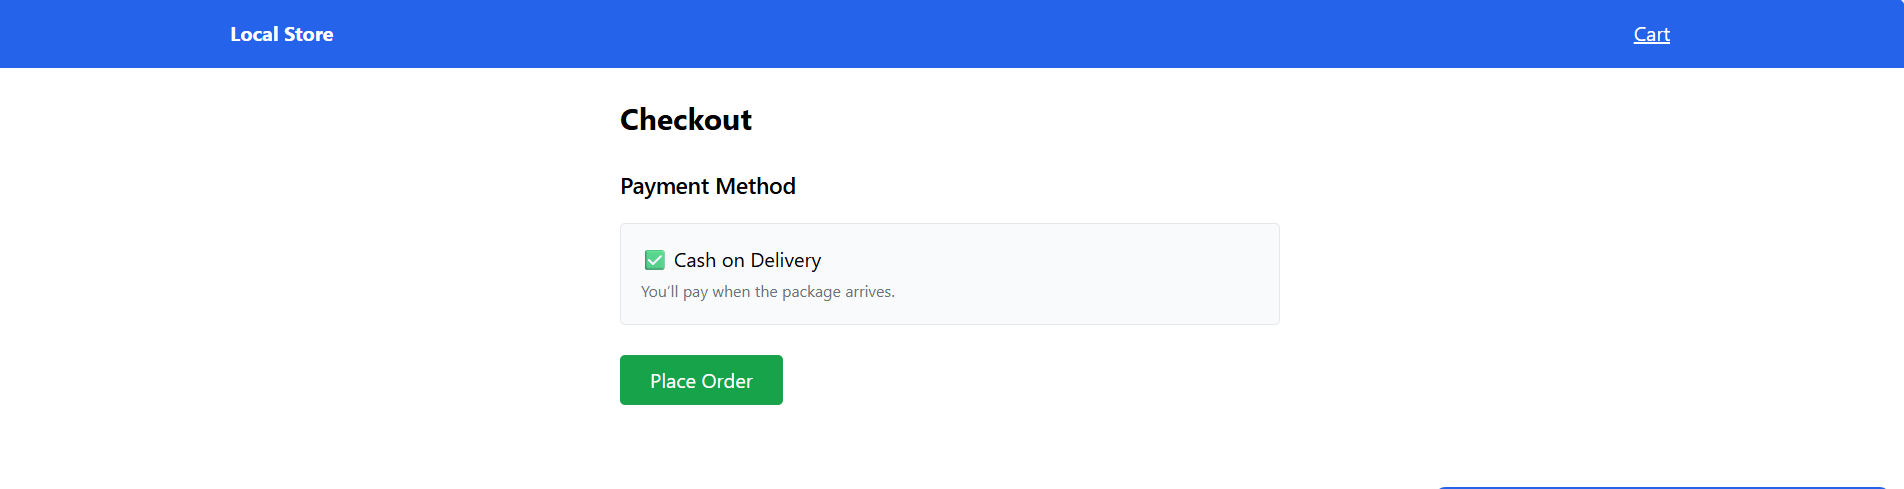 Local Store
Cart
Checkout
Payment Method
✅ Cash on Delivery
You'll pay when the package arrives.
Place Order